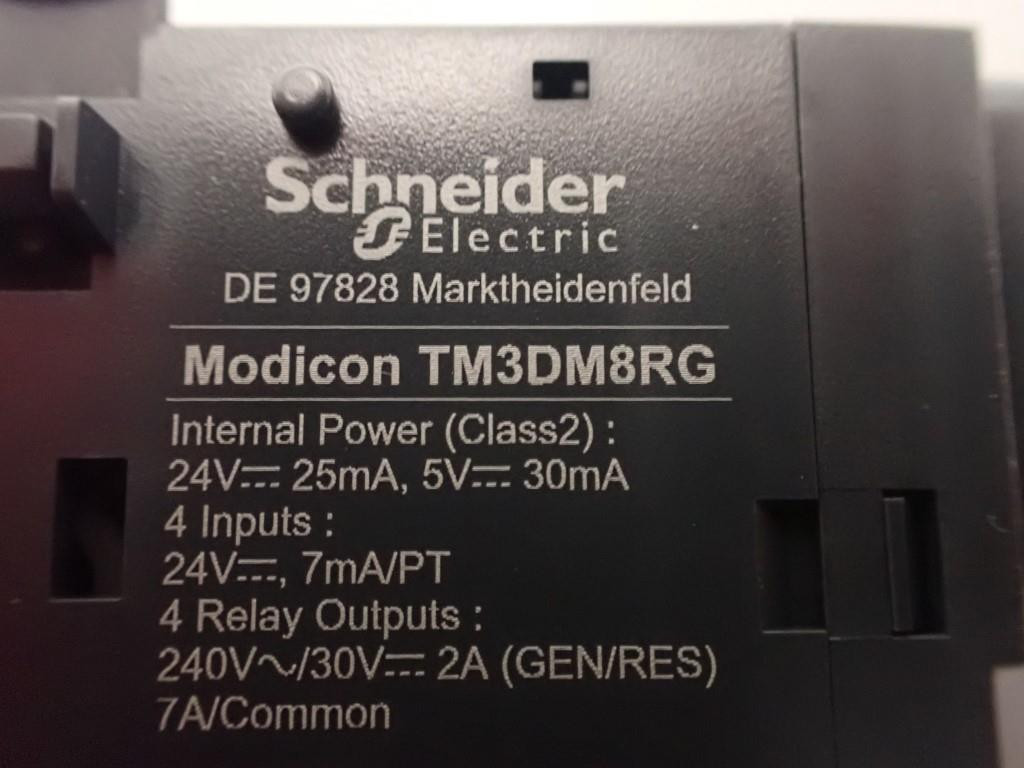 Schneider
Electric
DE 97828 Marktheidenfeld
Modicon TM3DM8RG
Internal Power (Class2) :
24V⎓ 25mA, 5V⎓ 30mA
4 Inputs :
24V⎓, 7mA/PT
4 Relay Outputs :
240V∿/30V⎓ 2A (GEN/RES)
7A/Common